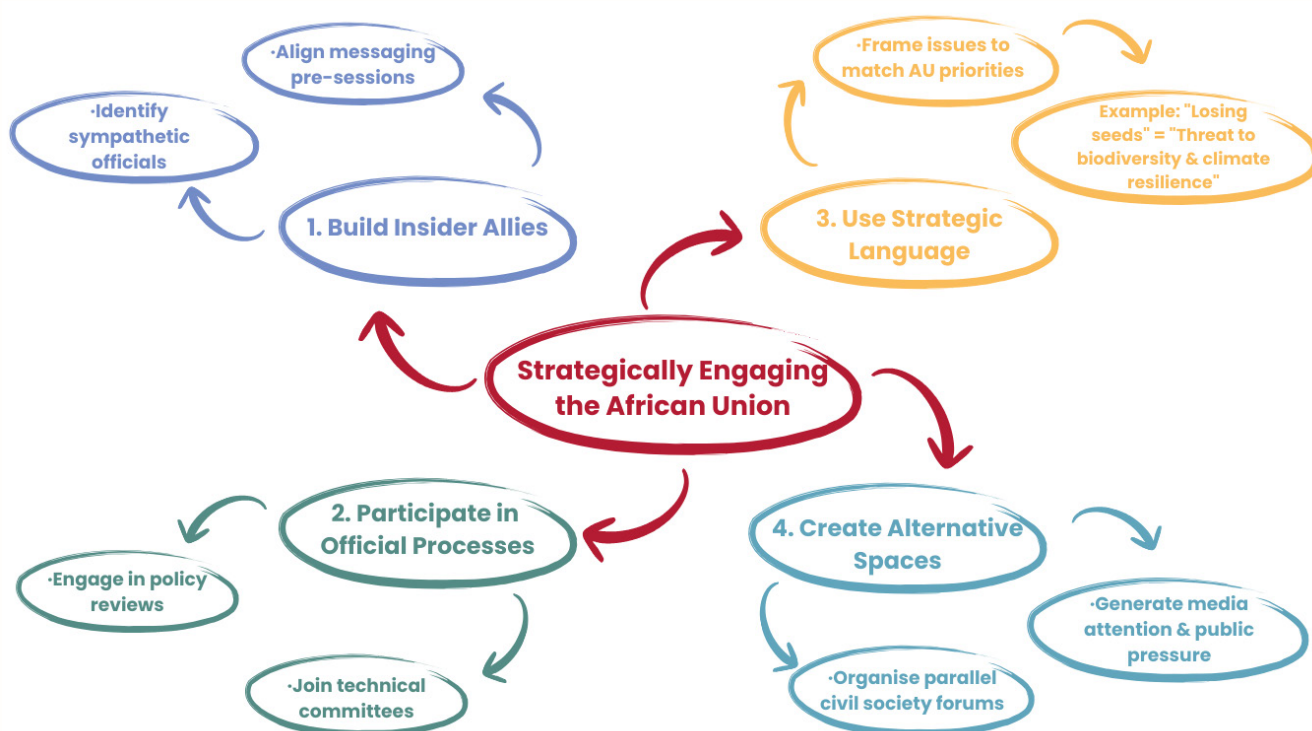 Strategically Engaging
the African Union
1. Build Insider Allies
·Identify
sympathetic
officials
·Align messaging
pre-sessions
2. Participate in
Official Processes
·Engage in policy
reviews
·Join technical
committees
3. Use Strategic
Language
·Frame issues to
match AU priorities
Example: "Losing
seeds" = "Threat to
biodiversity & climate
resilience"
4. Create Alternative
Spaces
·Organise parallel
civil society forums
·Generate media
attention & public
pressure